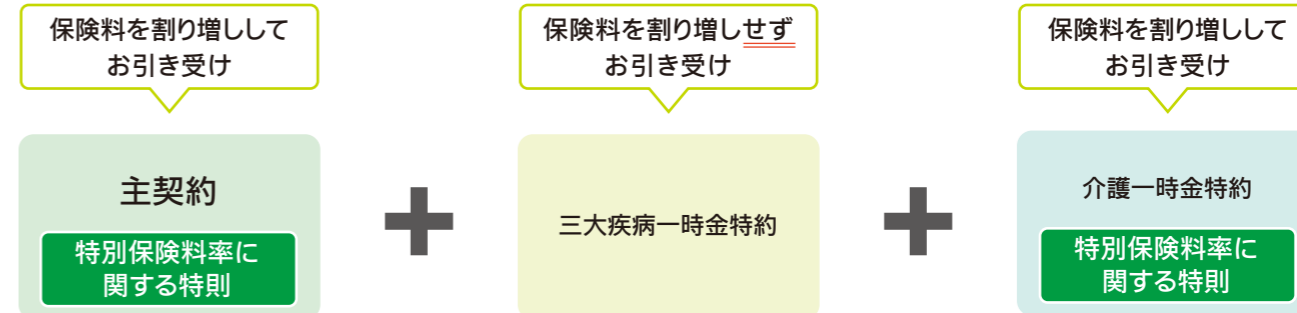 保険料を割り増しして
お引き受け
保険料を割り増しせず
お引き受け
保険料を割り増しして
お引き受け
主契約
特別保険料率に
関する特則
三大疾病一時金特約
介護一時金特約
特別保険料率に
関する特則